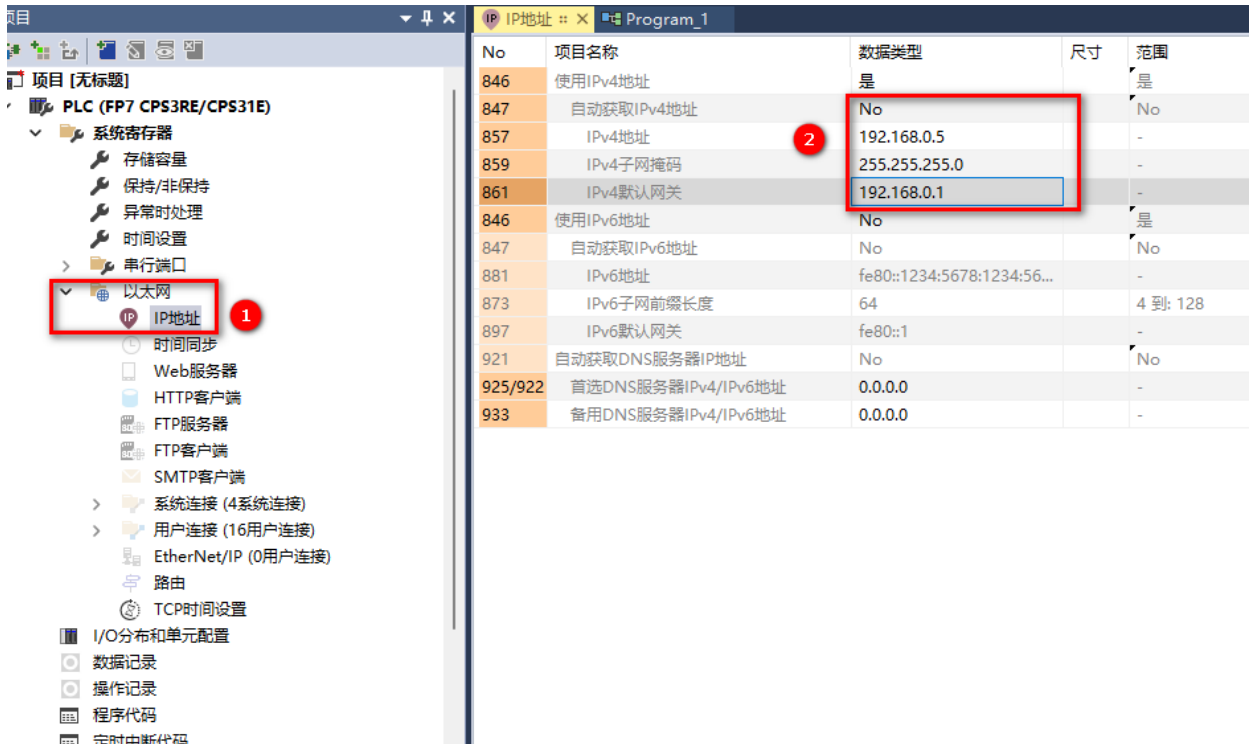 项目
IP地址
Program_1
项目 [无标题]
PLC (FP7 CPS3RE/CPS31E)
系统寄存器
存储容量
保持/非保持
异常时处理
时间设置
串行端口
以太网
IP地址
1
时间同步
Web服务器
HTTP客户端
FTP服务器
FTP客户端
SMTP客户端
系统连接 (4系统连接)
用户连接 (16用户连接)
EtherNet/IP (0用户连接)
路由
TCP时间设置
I/O分布和单元配置
数据记录
操作记录
程序代码
定时中断代码
No 项目名称 数据类型 尺寸 范围
846 使用IPv4地址 是 是
847 自动获取IPv4地址 No No
857 IPv4地址 2 192.168.0.5 -
859 IPv4子网掩码 255.255.255.0 -
861 IPv4默认网关 192.168.0.1 -
846 使用IPv6地址 No 是
847 自动获取IPv6地址 No No
881 IPv6地址 fe80::1234:5678:1234:56... -
873 IPv6子网前缀长度 64 4 到: 128
897 IPv6默认网关 fe80::1 -
921 自动获取DNS服务器IP地址 No No
925/922 首选DNS服务器IPv4/IPv6地址 0.0.0.0 -
933 备用DNS服务器IPv4/IPv6地址 0.0.0.0 -